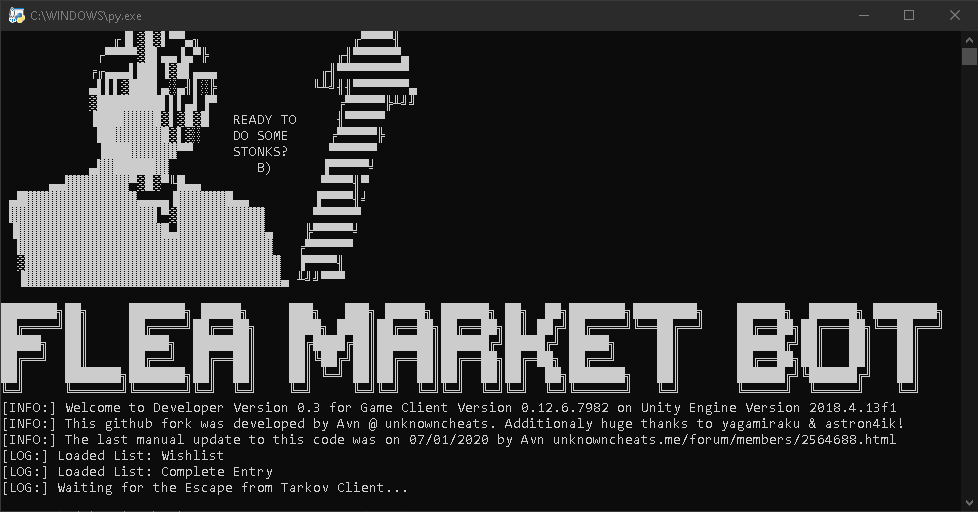 C:\WINDOWS\py.exe
READY TO
DO SOME
STONKS?
B)
FLEA MARKET BOT
[INFO:] Welcome to Developer Version 0.3 for Game Client Version 0.12.6.7982 on Unity Engine Version 2018.4.13f1
[INFO:] This github fork was developed by Avn @ unknowncheats. Additionaly huge thanks to yagamiraku & astron4ik!
[INFO:] The last manual update to this code was on 07/01/2020 by Avn unknowncheats.me/forum/members/2564688.html
[LOG:] Loaded List: Wishlist
[LOG:] Loaded List: Complete Entry
[LOG:] Waiting for the Escape from Tarkov Client...